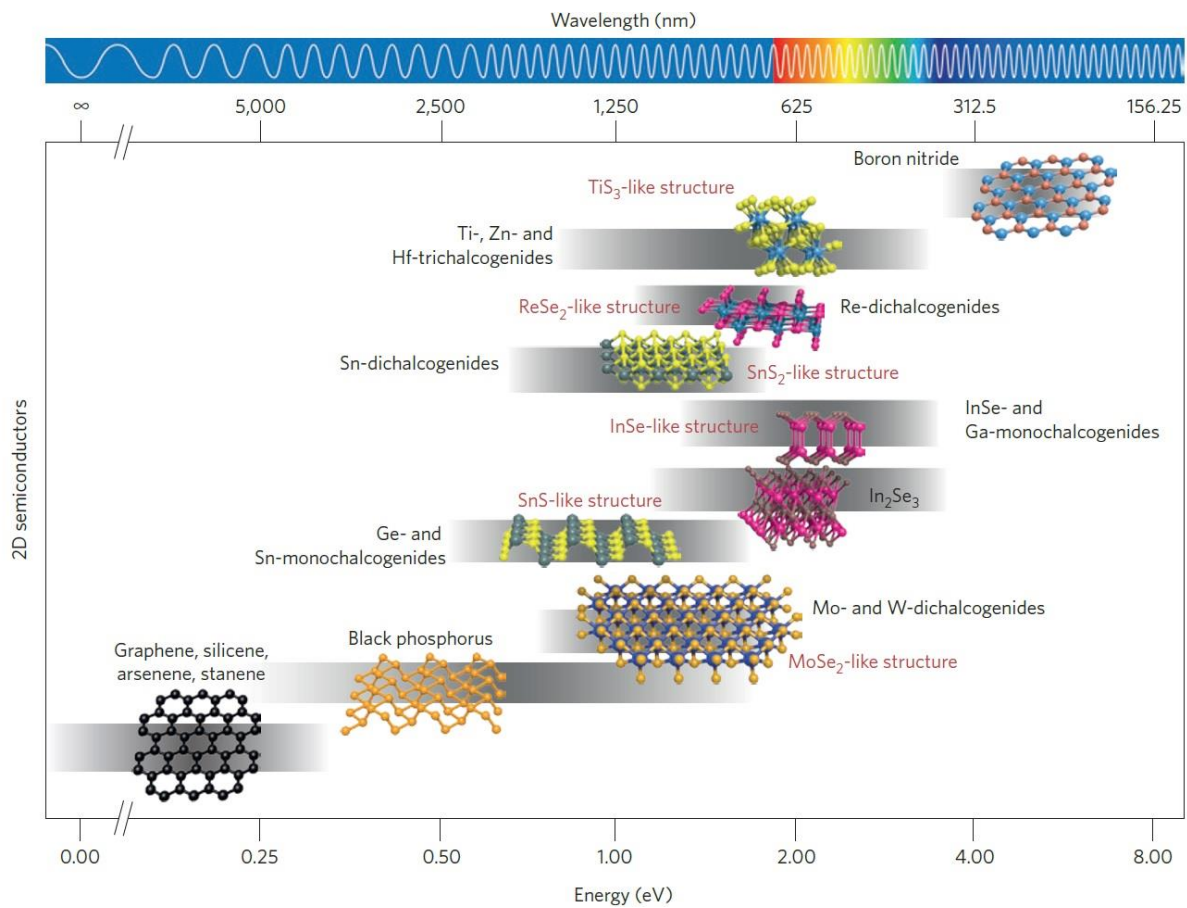 Wavelength (nm)
∞ 5,000 2,500 1,250 625 312.5 156.25
Boron nitride
TiS₃-like structure
Ti-, Zn- and
Hf-trichalcogenides
ReSe₂-like structure
Re-dichalcogenides
Sn-dichalcogenides
SnS₂-like structure
InSe-like structure
InSe- and
Ga-monochalcogenides
In₂Se₃
SnS-like structure
Ge- and
Sn-monochalcogenides
Mo- and W-dichalcogenides
MoSe₂-like structure
Black phosphorus
Graphene, silicene,
arsenene, stanene
2D semiconductors
0.00 0.25 0.50 1.00 2.00 4.00 8.00
Energy (eV)